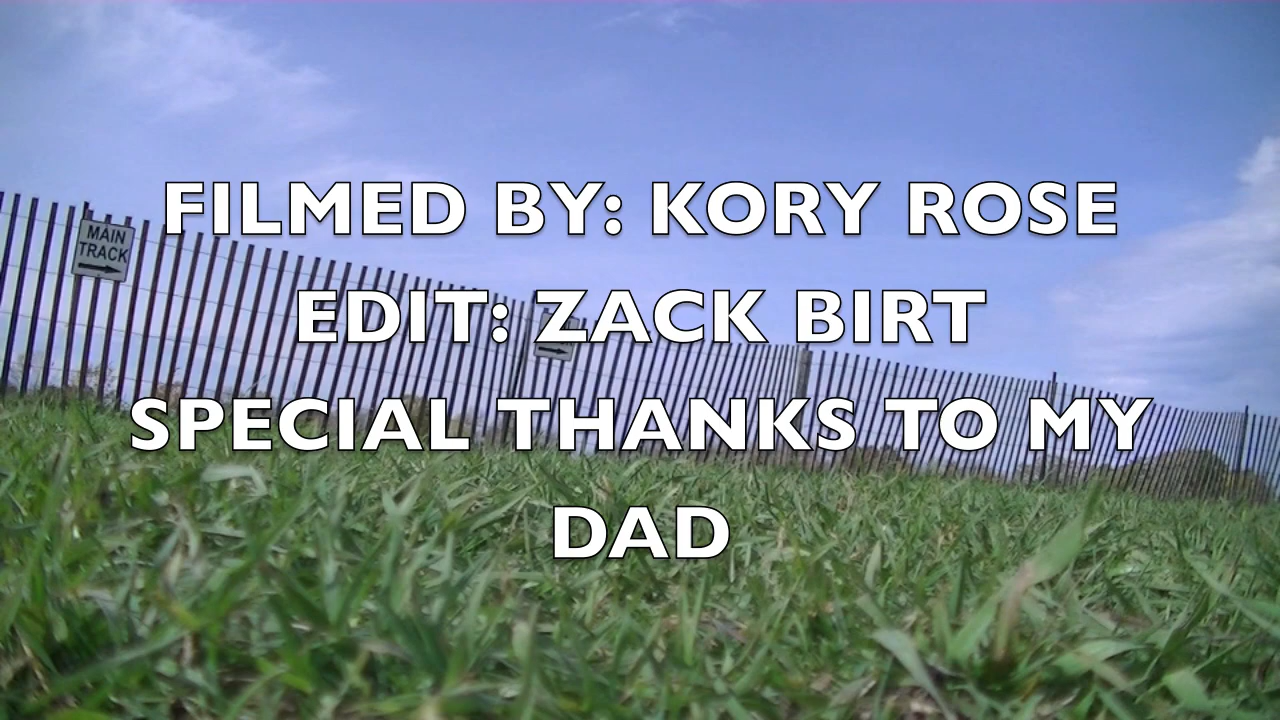 MAIN
TRACK
FILMED BY: KORY ROSE
EDIT: ZACK BIRT
SPECIAL THANKS TO MY
DAD